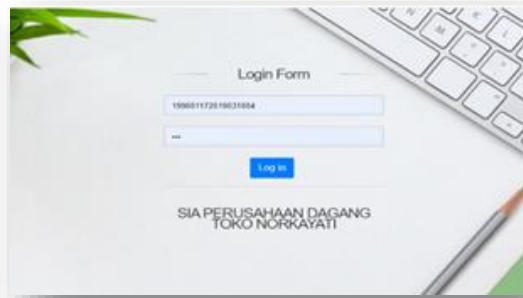 Login Form
•••
Log in
SIA PERUSAHAAN DAGANG
TOKO NORKAYATI